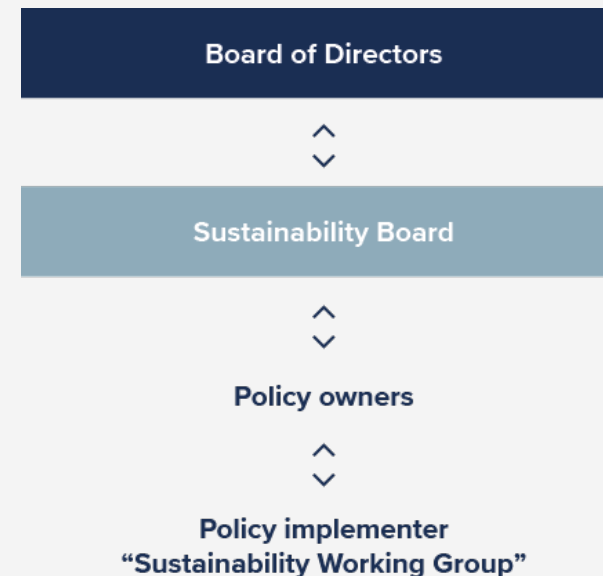 Board of Directors
Sustainability Board
Policy owners
Policy implementer
“Sustainability Working Group”